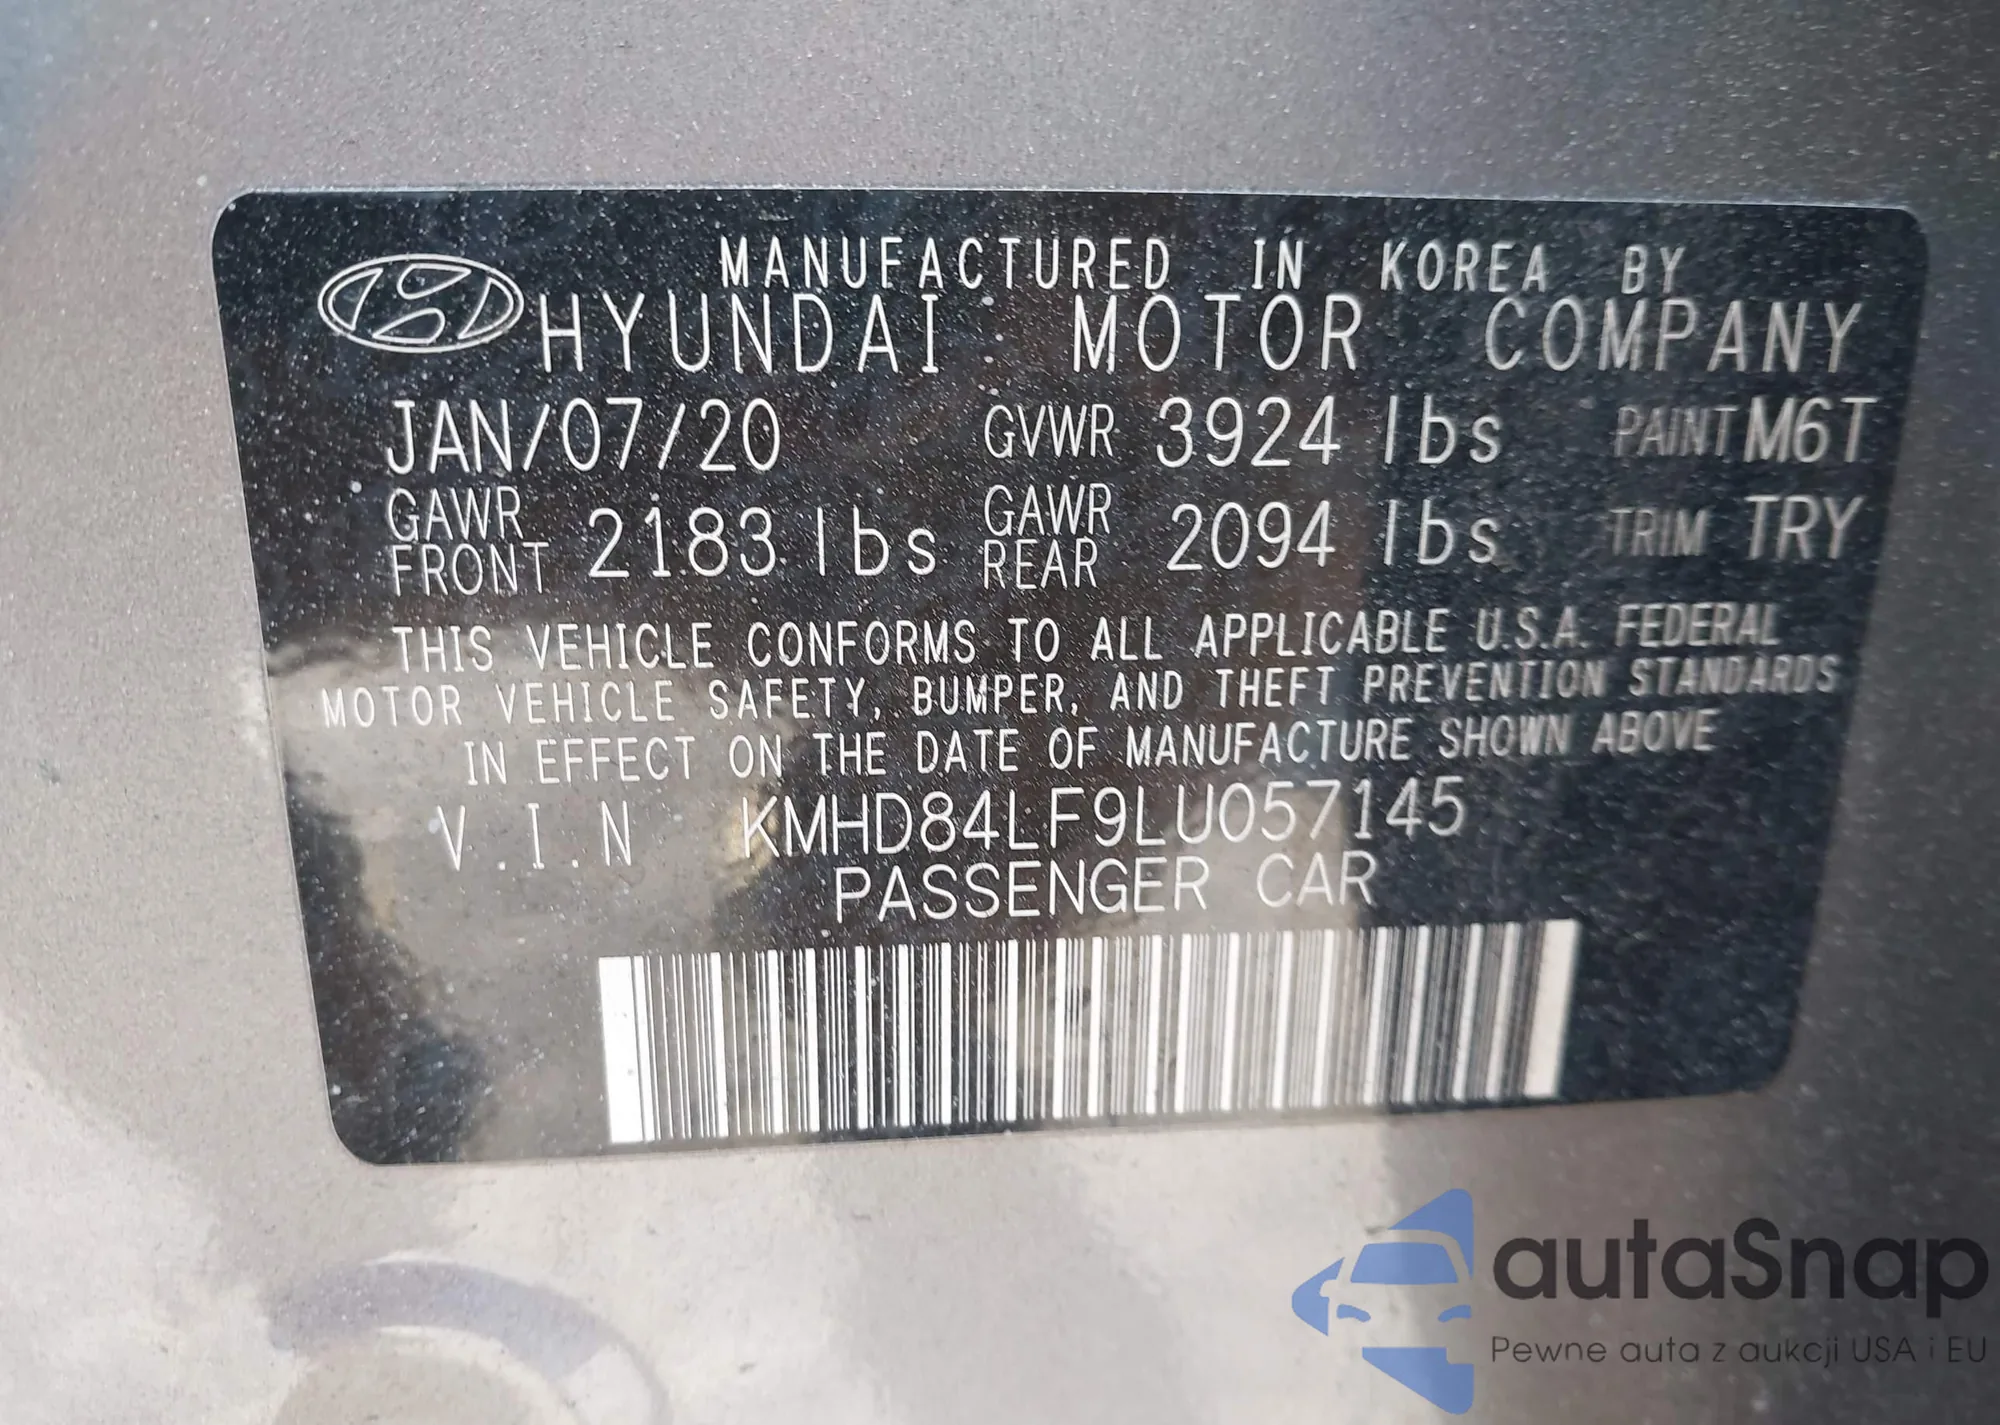 MANUFACTURED IN KOREA BY
HYUNDAI MOTOR COMPANY
JAN/07/20 GVWR 3924 lbs PAINT M6T
GAWR FRONT 2183 lbs GAWR REAR 2094 lbs TRIM TRY
THIS VEHICLE CONFORMS TO ALL APPLICABLE U.S.A. FEDERAL
MOTOR VEHICLE SAFETY, BUMPER, AND THEFT PREVENTION STANDARDS
IN EFFECT ON THE DATE OF MANUFACTURE SHOWN ABOVE
V.I.N KMHD84LF9LU057145
PASSENGER CAR
autaSnap
Pewne auta z aukcji USA i EU